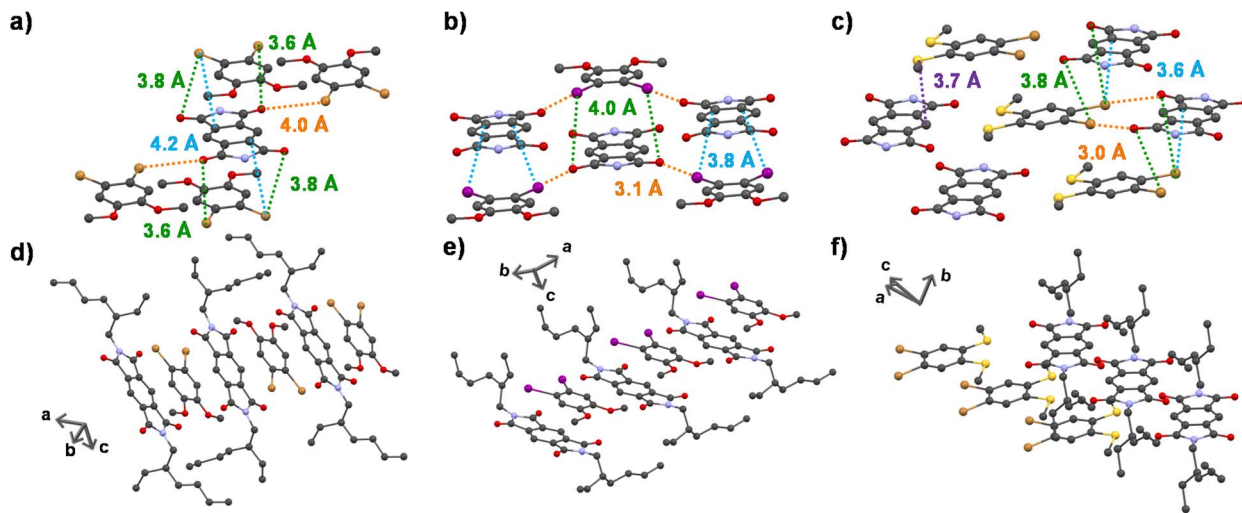 a)
3.6 Å
3.8 Å
4.0 Å
4.2 Å
3.8 Å
3.6 Å
b)
4.0 Å
3.8 Å
3.1 Å
c)
3.7 Å
3.8 Å
3.6 Å
3.0 Å
d)
a
b
c
e)
a
b
c
f)
c
a
b